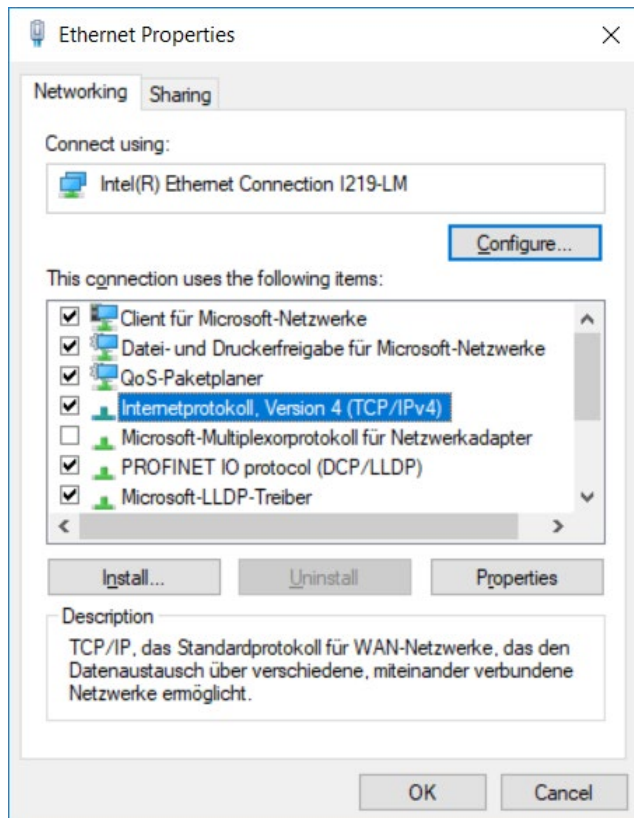 Ethernet Properties
Networking
Sharing
Connect using:
Intel(R) Ethernet Connection I219-LM
Configure...
This connection uses the following items:
Client für Microsoft-Netzwerke
Datei- und Druckerfreigabe für Microsoft-Netzwerke
QoS-Paketplaner
Internetprotokoll, Version 4 (TCP/IPv4)
Microsoft-Multiplexorprotokoll für Netzwerkadapter
PROFINET IO protocol (DCP/LLDP)
Microsoft-LLDP-Treiber
Install...
Uninstall
Properties
Description
TCP/IP, das Standardprotokoll für WAN-Netzwerke, das den
Datenaustausch über verschiedene, miteinander verbundene
Netzwerke ermöglicht.
OK
Cancel